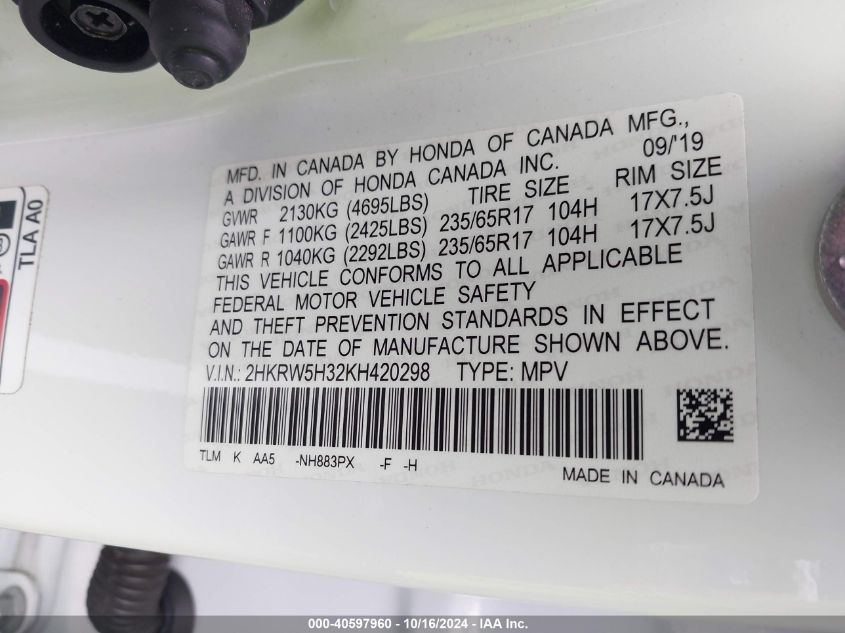 MFD. IN CANADA BY HONDA OF CANADA MFG.,
A DIVISION OF HONDA CANADA INC. 09/'19
GVWR 2130KG (4695LBS) TIRE SIZE RIM SIZE
GAWR F 1100KG (2425LBS) 235/65R17 104H 17X7.5J
GAWR R 1040KG (2292LBS) 235/65R17 104H 17X7.5J
THIS VEHICLE CONFORMS TO ALL APPLICABLE
FEDERAL MOTOR VEHICLE SAFETY
AND THEFT PREVENTION STANDARDS IN EFFECT
ON THE DATE OF MANUFACTURE SHOWN ABOVE.
V.I.N.: 2HKRW5H32KH420298 TYPE: MPV
TLM K AA5 -NH883PX -F -H
MADE IN CANADA
TLA A0
000-40597960 - 10/16/2024 - IAA Inc.